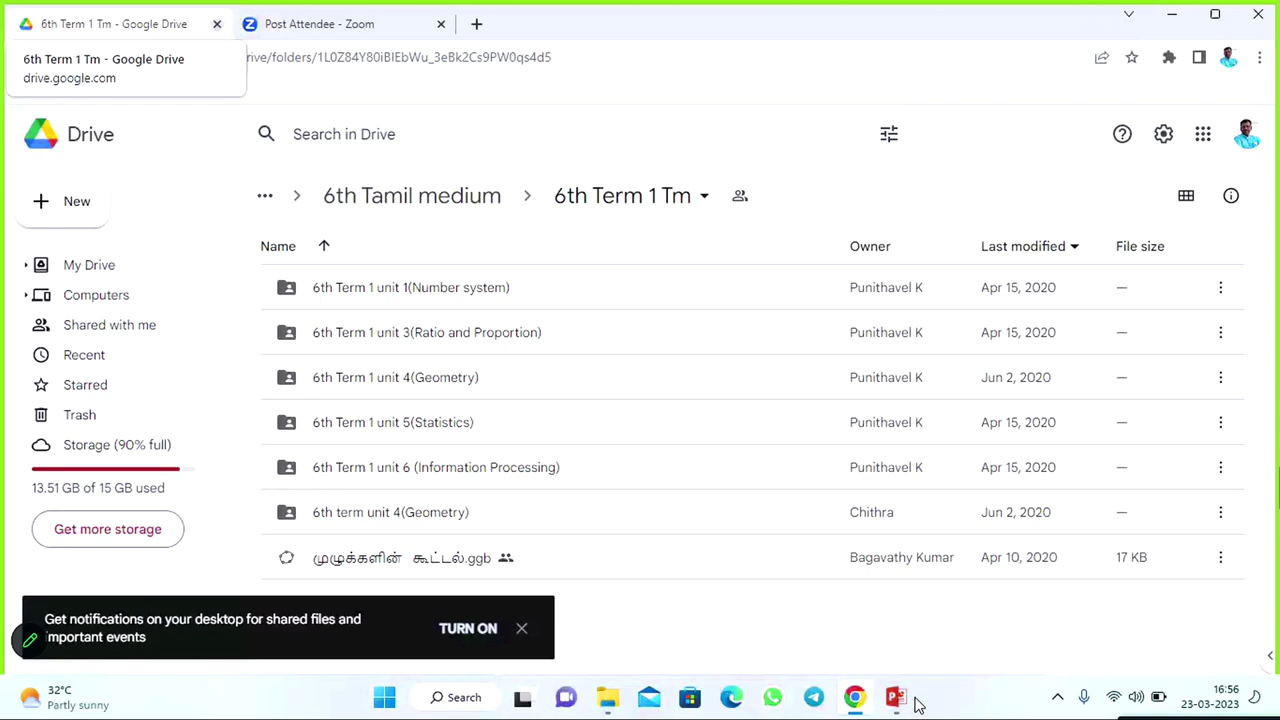 6th Term 1 Tm - Google Drive
Post Attendee - Zoom
6th Term 1 Tm - Google Drive
drive.google.com
rive/folders/1L0Z84Y80iBIEbWu_3eBk2Cs9PW0qs4d5
Drive
Search in Drive
New
6th Tamil medium
6th Term 1 Tm
Name
Owner
Last modified
File size
My Drive
Computers
Shared with me
Recent
Starred
Trash
Storage (90% full)
13.51 GB of 15 GB used
Get more storage
6th Term 1 unit 1(Number system) Punithavel K Apr 15, 2020 —
6th Term 1 unit 3(Ratio and Proportion) Punithavel K Apr 15, 2020 —
6th Term 1 unit 4(Geometry) Punithavel K Jun 2, 2020 —
6th Term 1 unit 5(Statistics) Punithavel K Apr 15, 2020 —
6th Term 1 unit 6 (Information Processing) Punithavel K Apr 15, 2020 —
6th term unit 4(Geometry) Chithra Jun 2, 2020 —
முழுக்களின் கூட்டல்.ggb Bagavathy Kumar Apr 10, 2020 17 KB
Get notifications on your desktop for shared files and
important events
TURN ON
32°C
Partly sunny
Search
16:56
23-03-2023